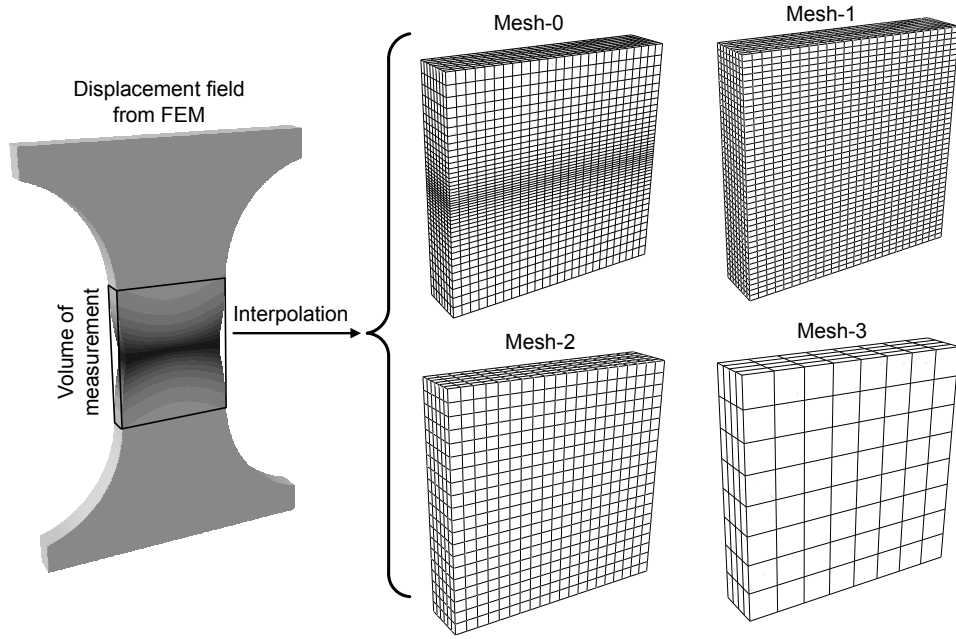 Displacement field
from FEM
Volume of
measurement
Interpolation
Mesh-0
Mesh-1
Mesh-2
Mesh-3